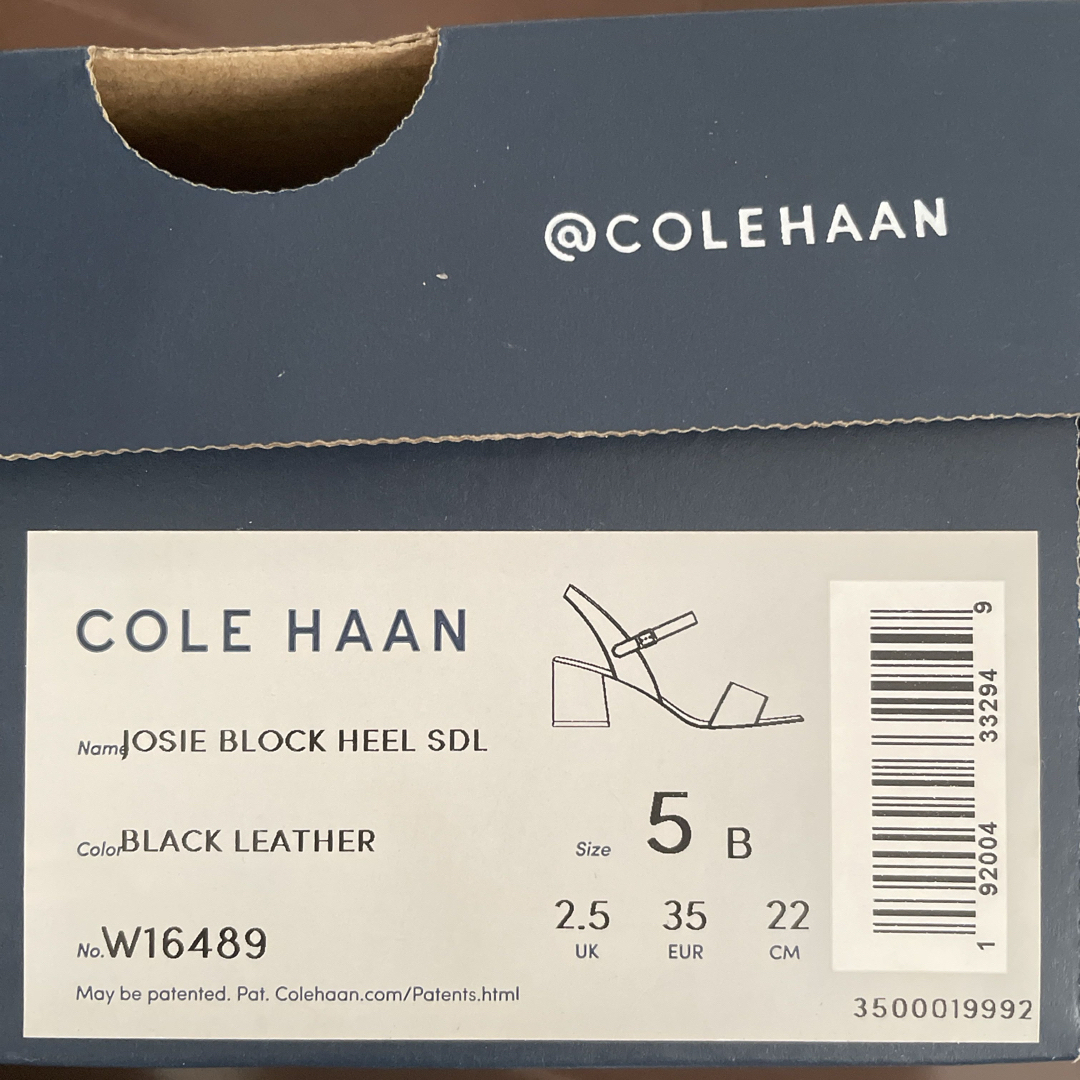 @COLEHAAN
COLE HAAN
Name JOSIE BLOCK HEEL SDL
Color BLACK LEATHER
No. W16489
May be patented. Pat. Colehaan.com/Patents.html
Size 5 B
2.5 35 22
UK EUR CM
1 92004 33294 9
3500019992